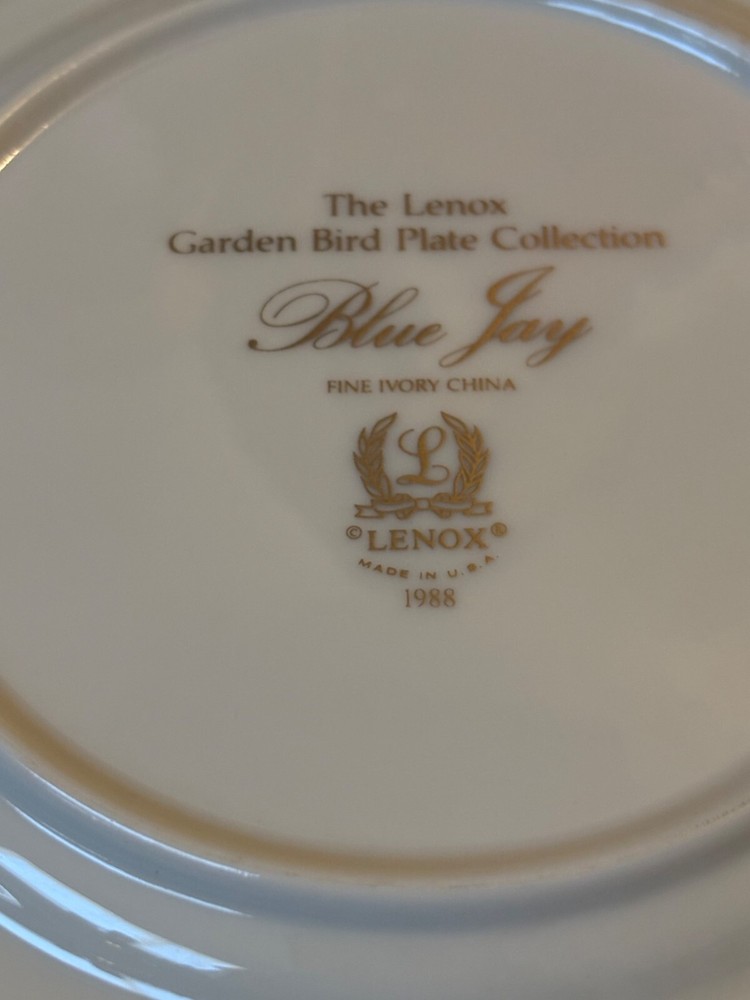 The Lenox
Garden Bird Plate Collection
Blue Jay
FINE IVORY CHINA
L
©LENOX®
MADE IN U.S.A.
1988